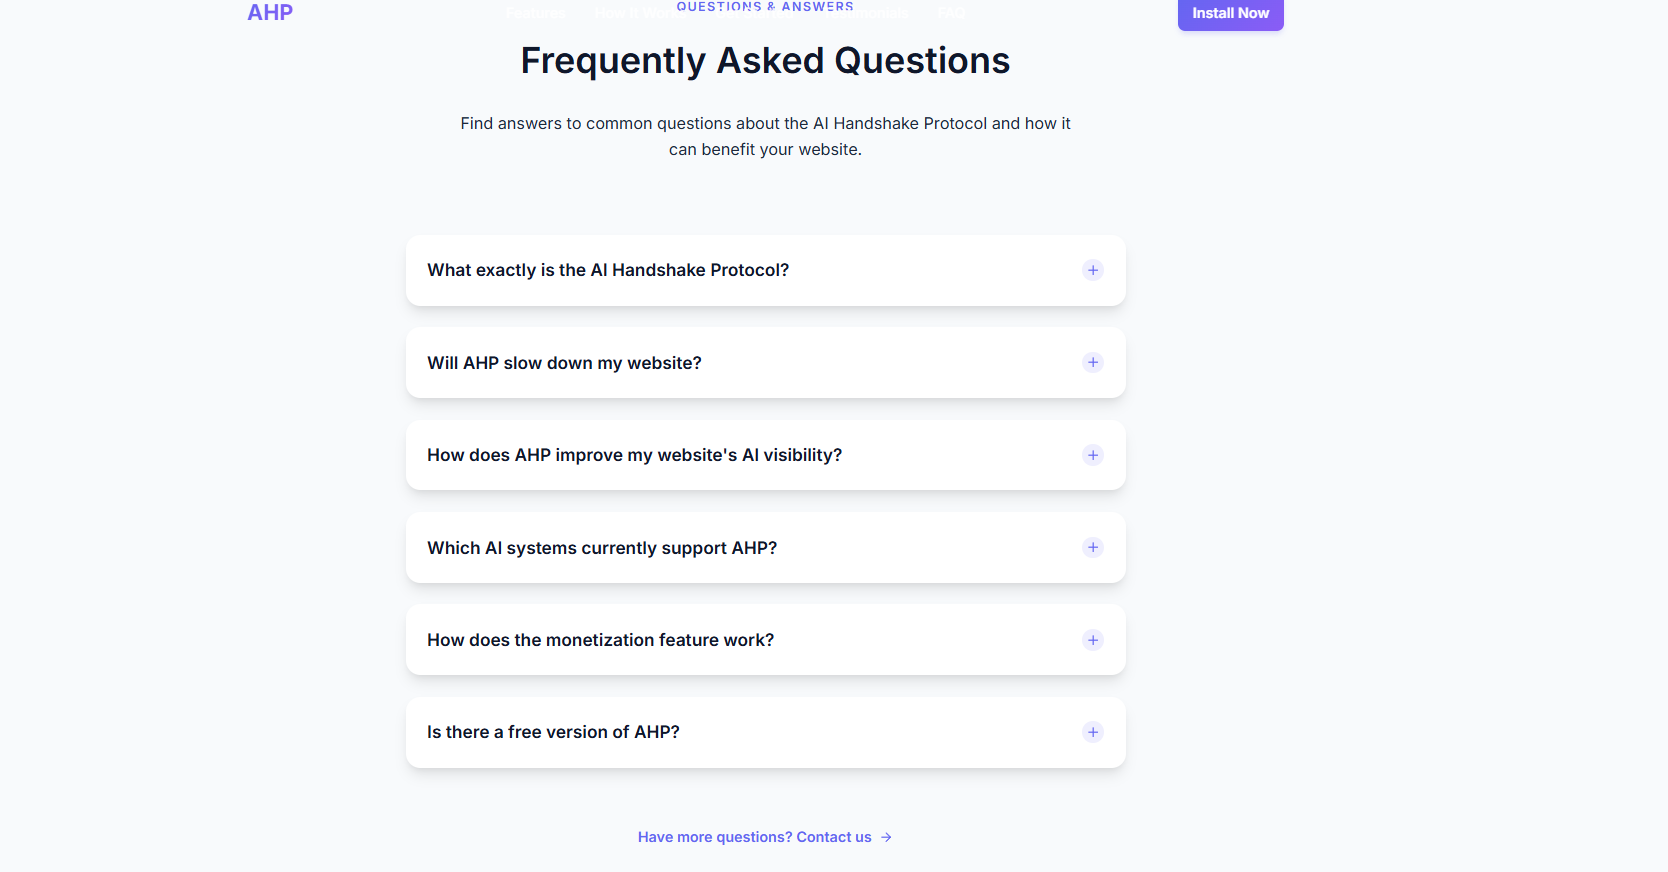 AHP
QUESTIONS & ANSWERS
Install Now
Frequently Asked Questions
Find answers to common questions about the AI Handshake Protocol and how it
can benefit your website.
What exactly is the AI Handshake Protocol?
Will AHP slow down my website?
How does AHP improve my website's AI visibility?
Which AI systems currently support AHP?
How does the monetization feature work?
Is there a free version of AHP?
Have more questions? Contact us →